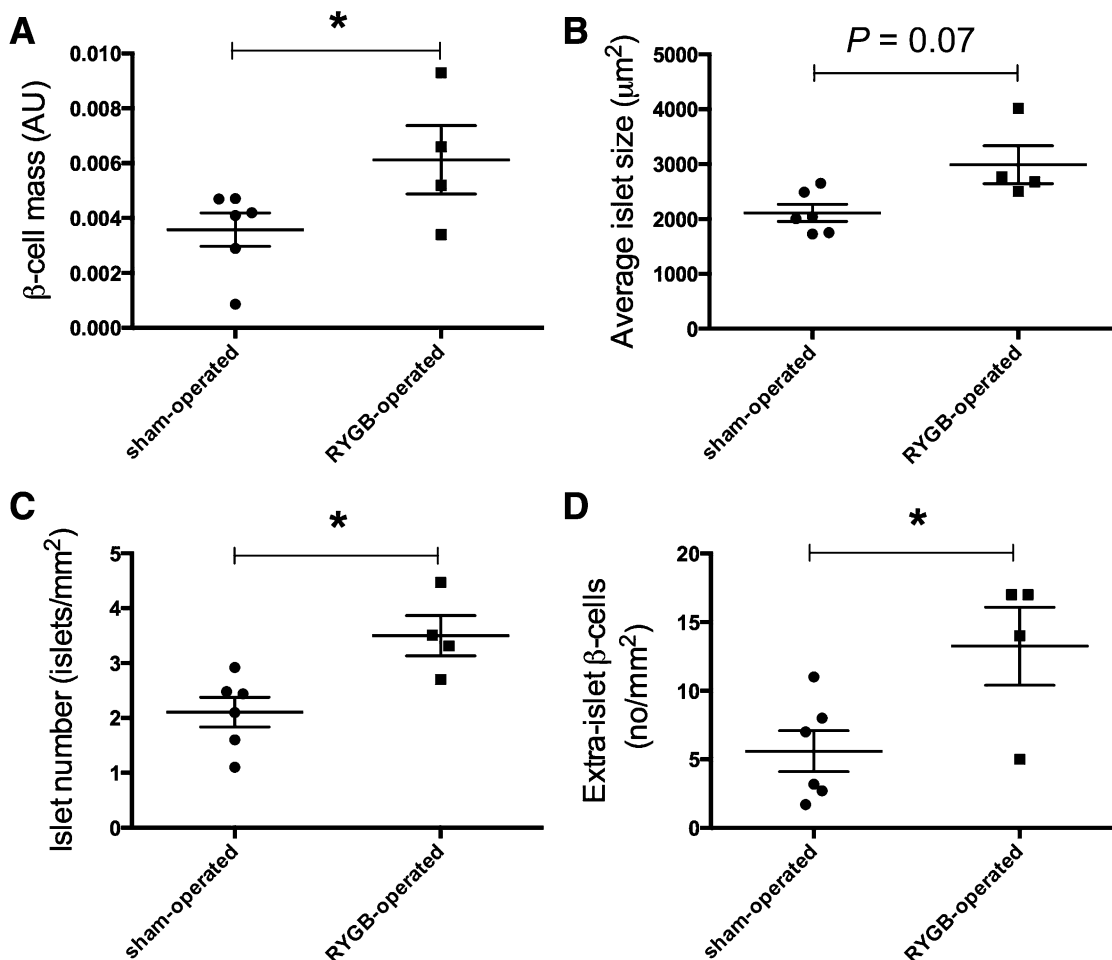 A
*
β-cell mass (AU)
0.010
0.008
0.006
0.004
0.002
0.000
sham-operated
RYGB-operated
B
P = 0.07
Average islet size (μm²)
5000
4000
3000
2000
1000
0
sham-operated
RYGB-operated
C
*
Islet number (islets/mm²)
5
4
3
2
1
0
sham-operated
RYGB-operated
D
*
Extra-islet β-cells
(no/mm²)
20
15
10
5
0
sham-operated
RYGB-operated